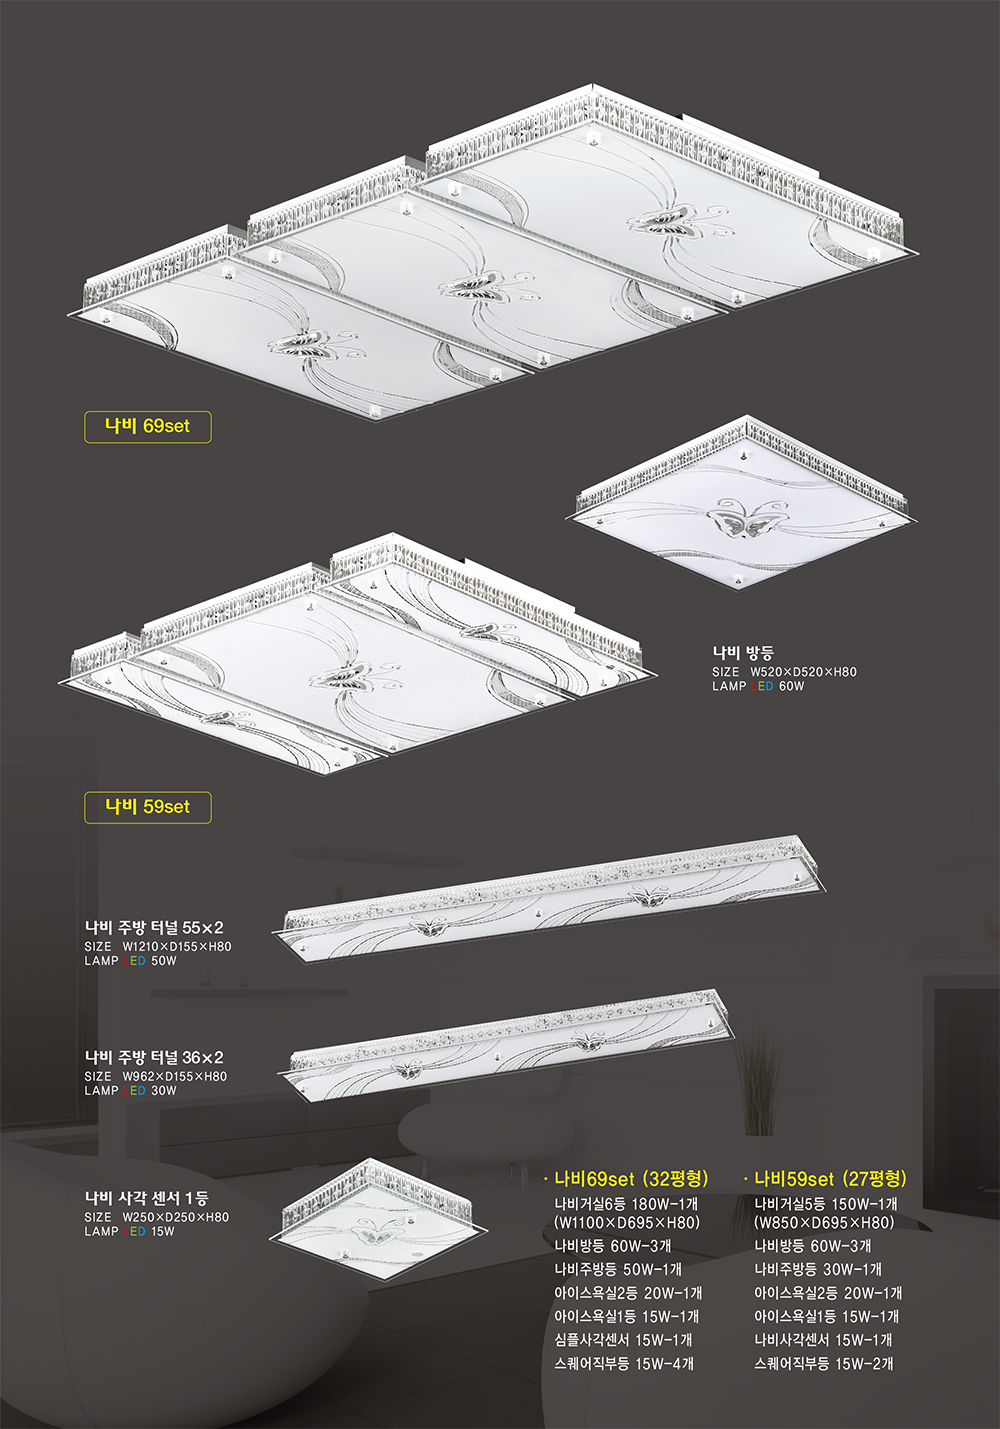 나비 69set
나비 방등
SIZE W520×D520×H80
LAMP LED 60W
나비 59set
나비 주방 터널 55×2
SIZE W1210×D155×H80
LAMP LED 50W
나비 주방 터널 36×2
SIZE W962×D155×H80
LAMP LED 30W
나비 사각 센서 1등
SIZE W250×D250×H80
LAMP LED 15W
· 나비69set (32평형)
나비거실6등 180W-1개
(W1100×D695×H80)
나비방등 60W-3개
나비주방등 50W-1개
아이스욕실2등 20W-1개
아이스욕실1등 15W-1개
심플사각센서 15W-1개
스퀘어직부등 15W-4개
· 나비59set (27평형)
나비거실5등 150W-1개
(W850×D695×H80)
나비방등 60W-3개
나비주방등 30W-1개
아이스욕실2등 20W-1개
아이스욕실1등 15W-1개
나비사각센서 15W-1개
스퀘어직부등 15W-2개